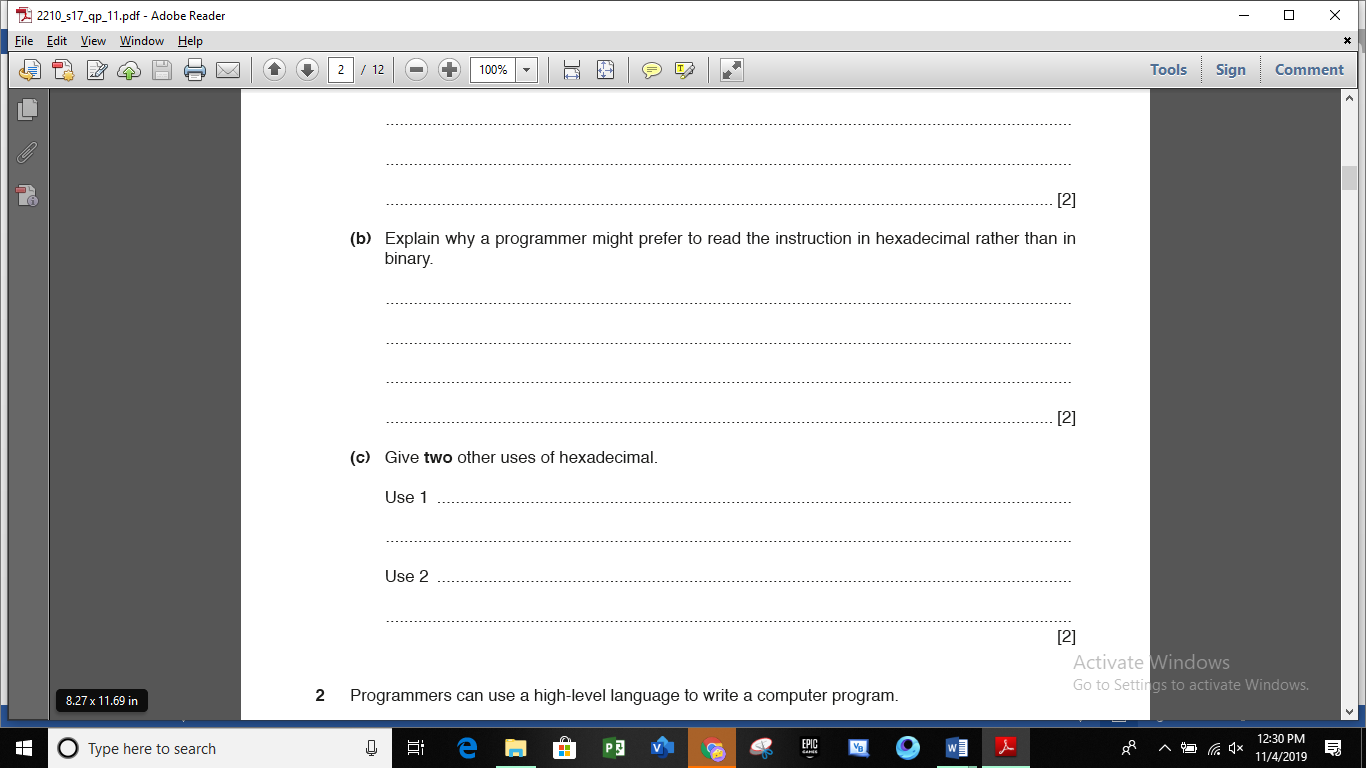 2210_s17_qp_11.pdf - Adobe Reader
File Edit View Window Help
2 / 12 100% Tools Sign Comment
[2]
(b) Explain why a programmer might prefer to read the instruction in hexadecimal rather than in
binary.
[2]
(c) Give two other uses of hexadecimal.
Use 1
Use 2
[2]
Activate Windows
Go to Settings to activate Windows.
2 Programmers can use a high-level language to write a computer program.
8.27 x 11.69 in
Type here to search
EPIC GAMES
12:30 PM
11/4/2019